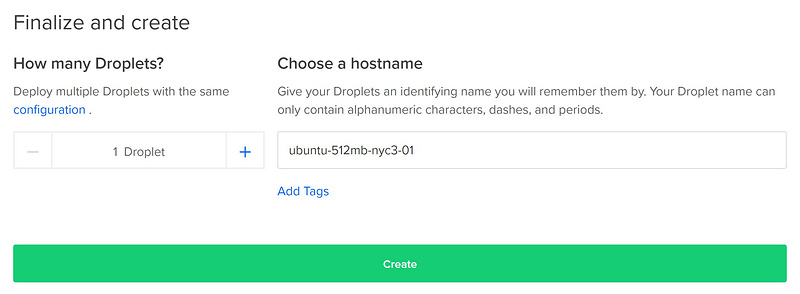 Finalize and create
How many Droplets?
Deploy multiple Droplets with the same
configuration .
— 1 Droplet +
Choose a hostname
Give your Droplets an identifying name you will remember them by. Your Droplet name can
only contain alphanumeric characters, dashes, and periods.
ubuntu-512mb-nyc3-01
Add Tags
Create